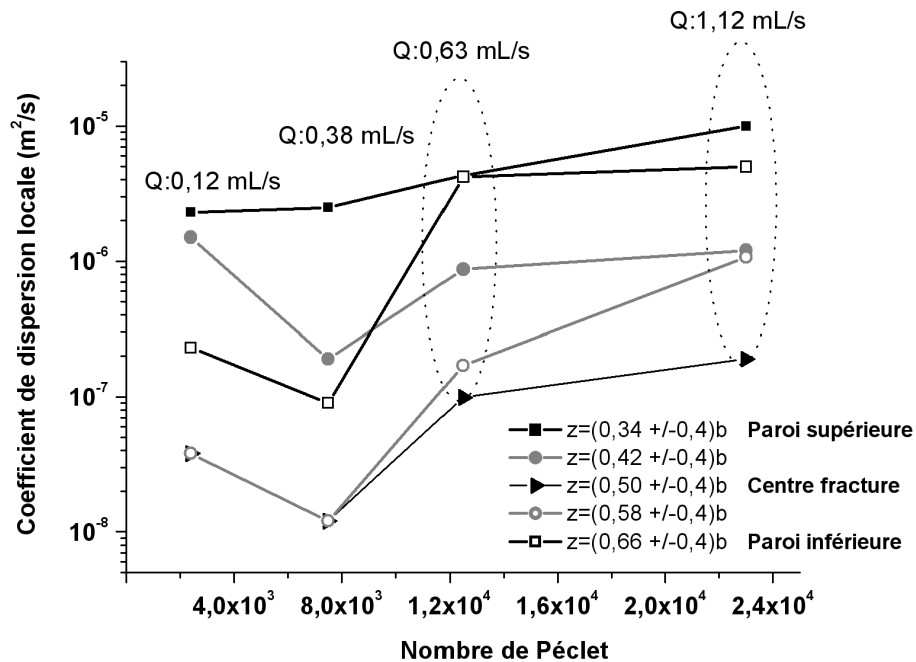 Q:1,12 mL/s
Q:0,63 mL/s
Q:0,38 mL/s
Q:0,12 mL/s
Coefficient de dispersion locale (m²/s)
10⁻⁵
10⁻⁶
10⁻⁷
10⁻⁸
z=(0,34 +/-0,4)b Paroi supérieure
z=(0,42 +/-0,4)b
z=(0,50 +/-0,4)b Centre fracture
z=(0,58 +/-0,4)b
z=(0,66 +/-0,4)b Paroi inférieure
4,0x10³ 8,0x10³ 1,2x10⁴ 1,6x10⁴ 2,0x10⁴ 2,4x10⁴
Nombre de Péclet